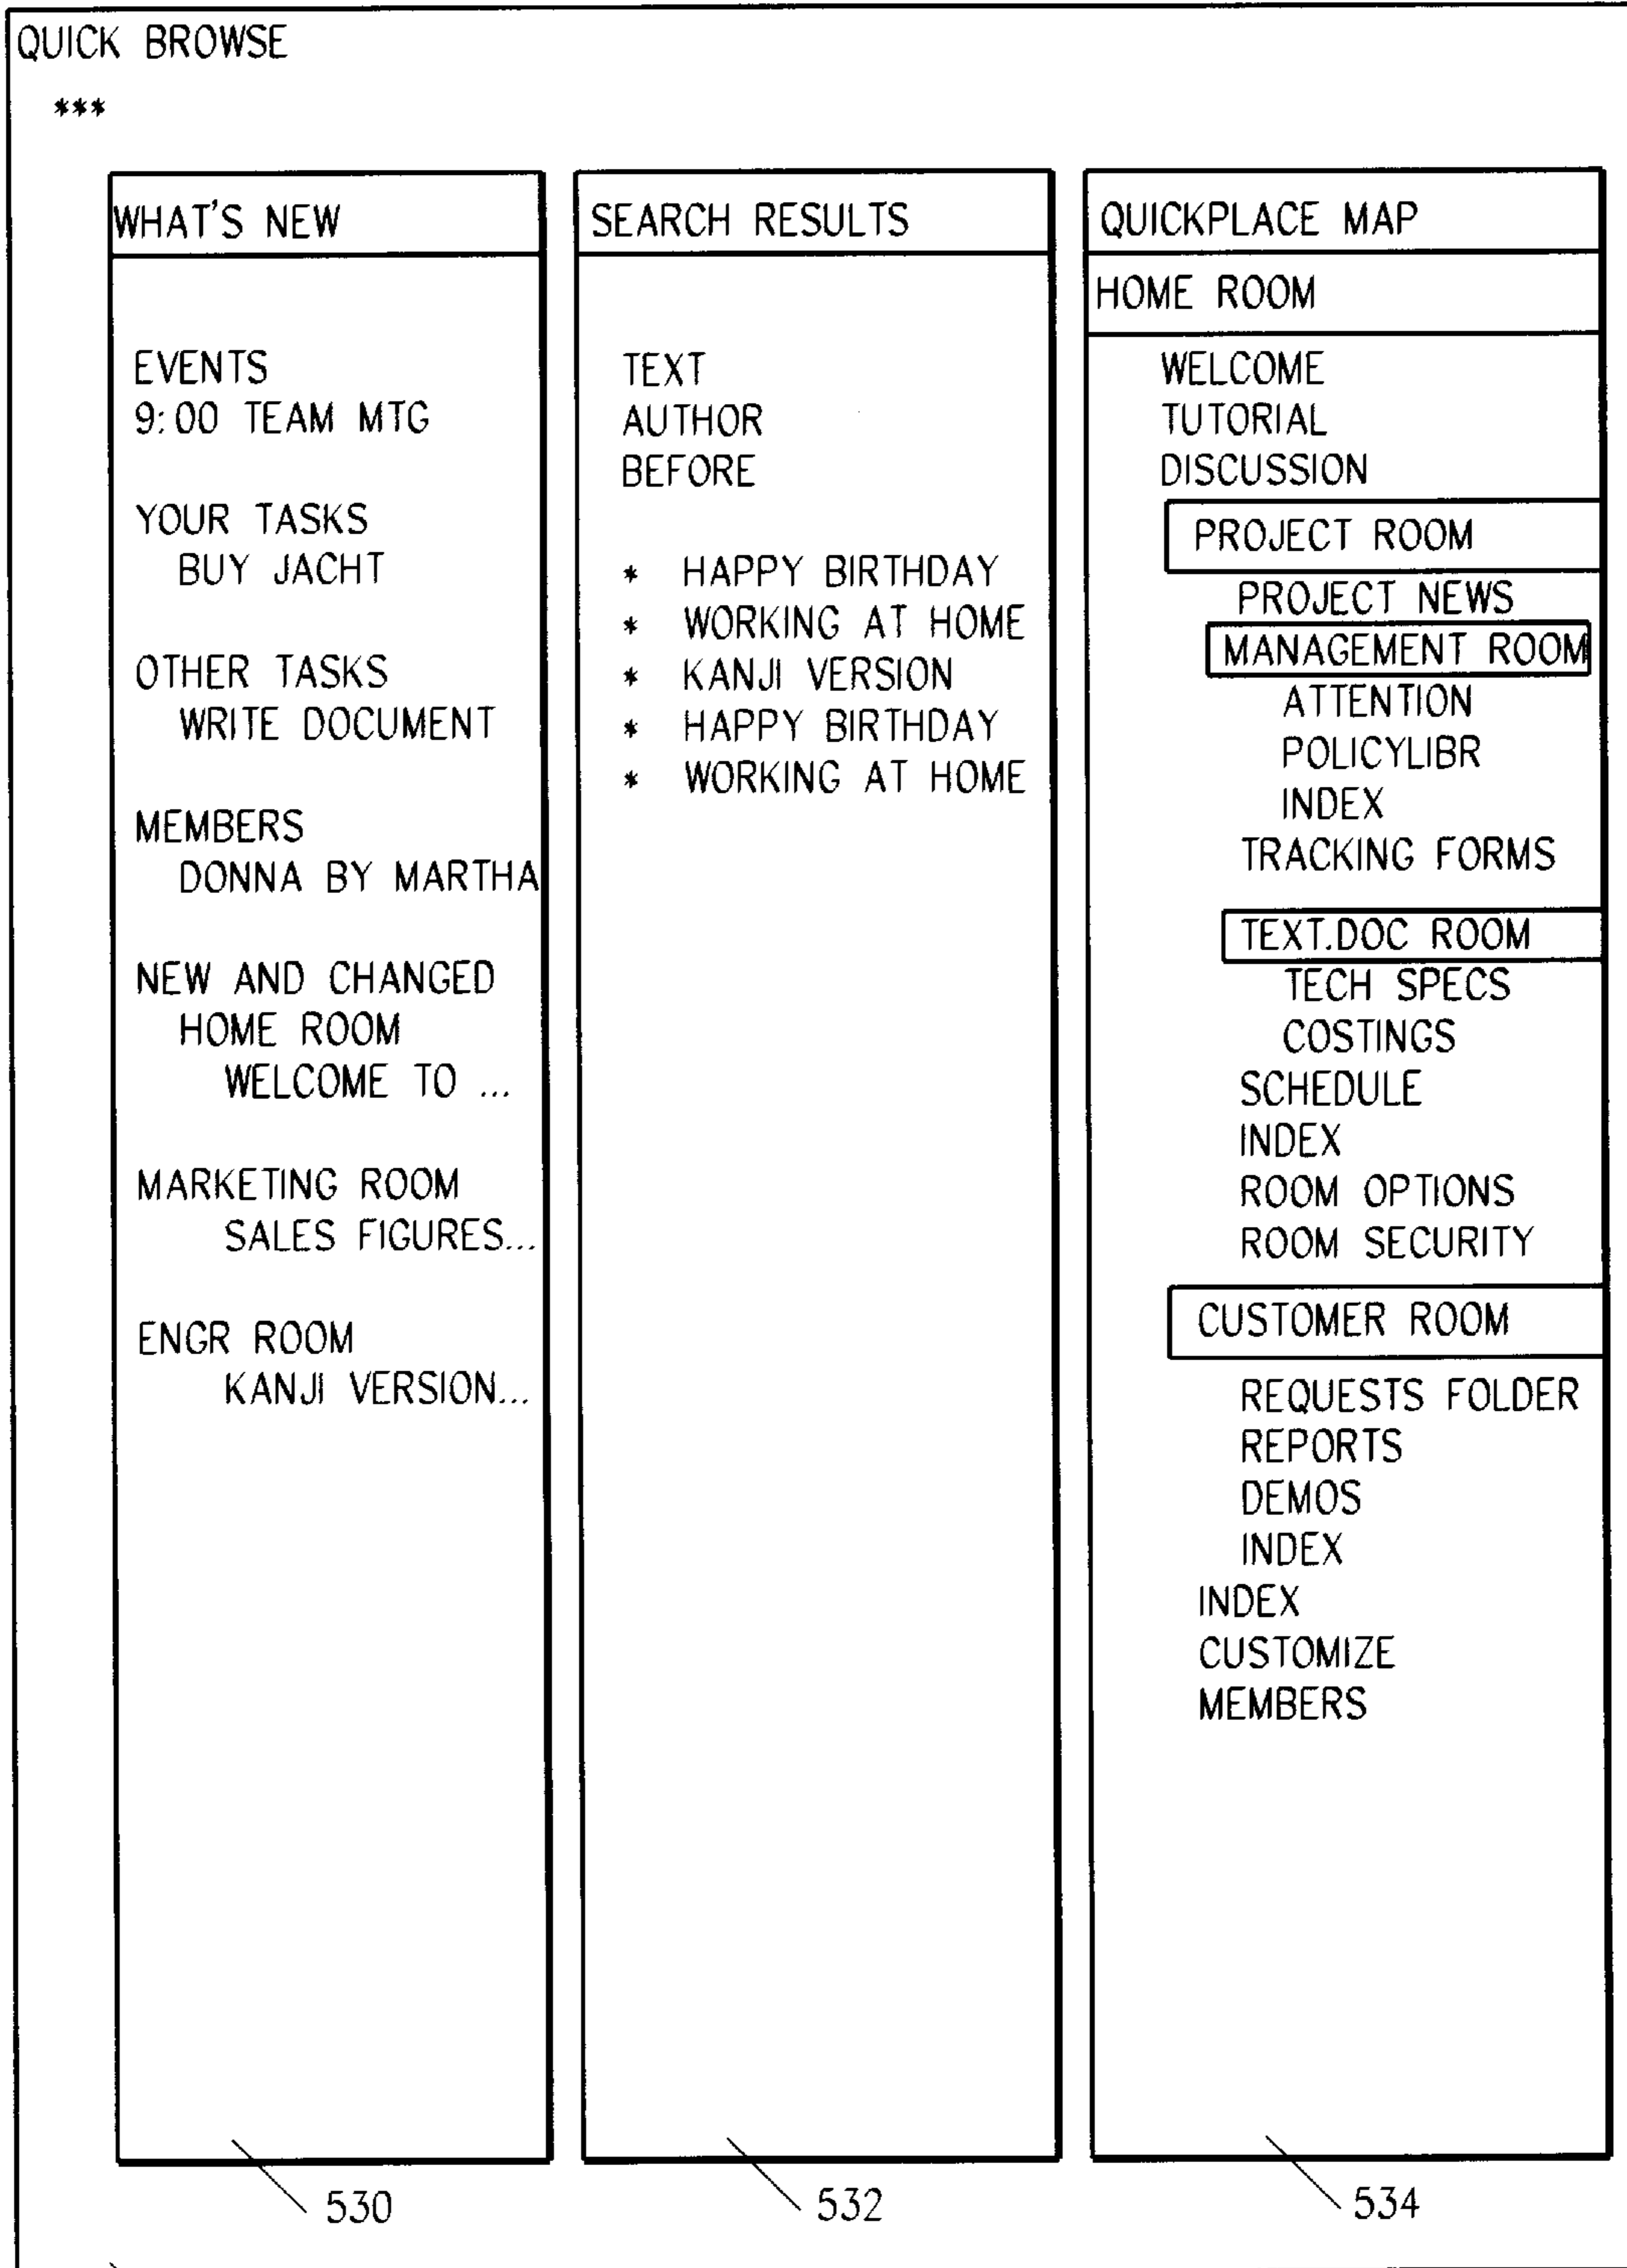 QUICK BROWSE
***
WHAT'S NEW
EVENTS
9:00 TEAM MTG
YOUR TASKS
BUY JACHT
OTHER TASKS
WRITE DOCUMENT
MEMBERS
DONNA BY MARTHA
NEW AND CHANGED
HOME ROOM
WELCOME TO ...
MARKETING ROOM
SALES FIGURES...
ENGR ROOM
KANJI VERSION...
530
SEARCH RESULTS
TEXT
AUTHOR
BEFORE
* HAPPY BIRTHDAY
* WORKING AT HOME
* KANJI VERSION
* HAPPY BIRTHDAY
* WORKING AT HOME
532
QUICKPLACE MAP
HOME ROOM
WELCOME
TUTORIAL
DISCUSSION
PROJECT ROOM
PROJECT NEWS
MANAGEMENT ROOM
ATTENTION
POLICYLIBR
INDEX
TRACKING FORMS
TEXT.DOC ROOM
TECH SPECS
COSTINGS
SCHEDULE
INDEX
ROOM OPTIONS
ROOM SECURITY
CUSTOMER ROOM
REQUESTS FOLDER
REPORTS
DEMOS
INDEX
INDEX
CUSTOMIZE
MEMBERS
534